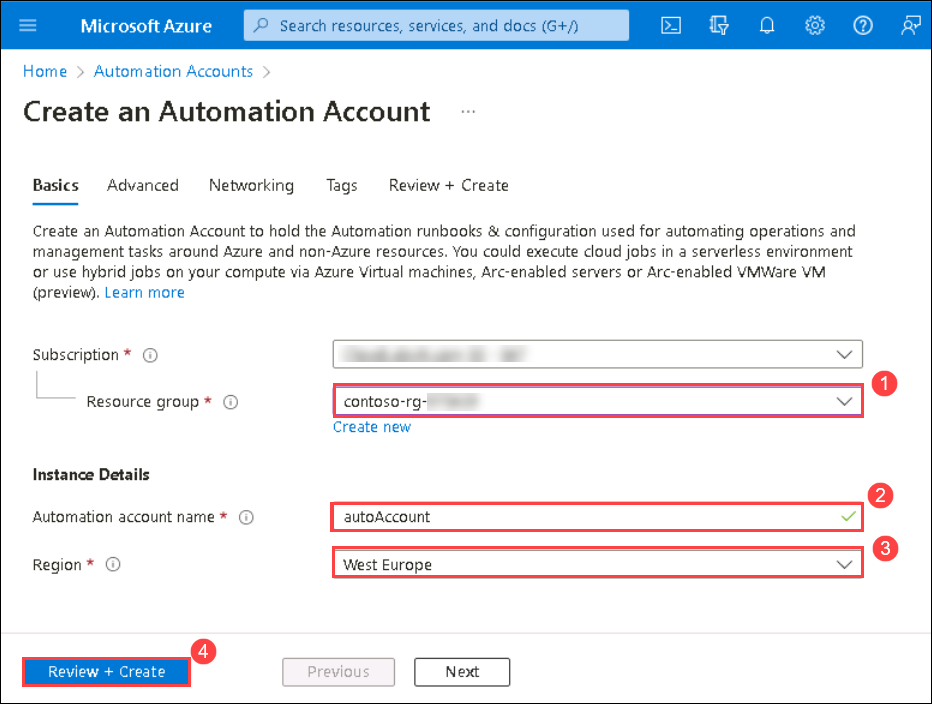 Microsoft Azure
Search resources, services, and docs (G+/)
Home > Automation Accounts >
Create an Automation Account ...
Basics Advanced Networking Tags Review + Create
Create an Automation Account to hold the Automation runbooks & configuration used for automating operations and
management tasks around Azure and non-Azure resources. You could execute cloud jobs in a serverless environment
or use hybrid jobs on your compute via Azure Virtual machines, Arc-enabled servers or Arc-enabled VMWare VM
(preview). Learn more
Subscription *
Resource group * contoso-rg- 1
Create new
Instance Details
2
Automation account name * autoAccount
3
Region * West Europe
4
Review + Create Previous Next